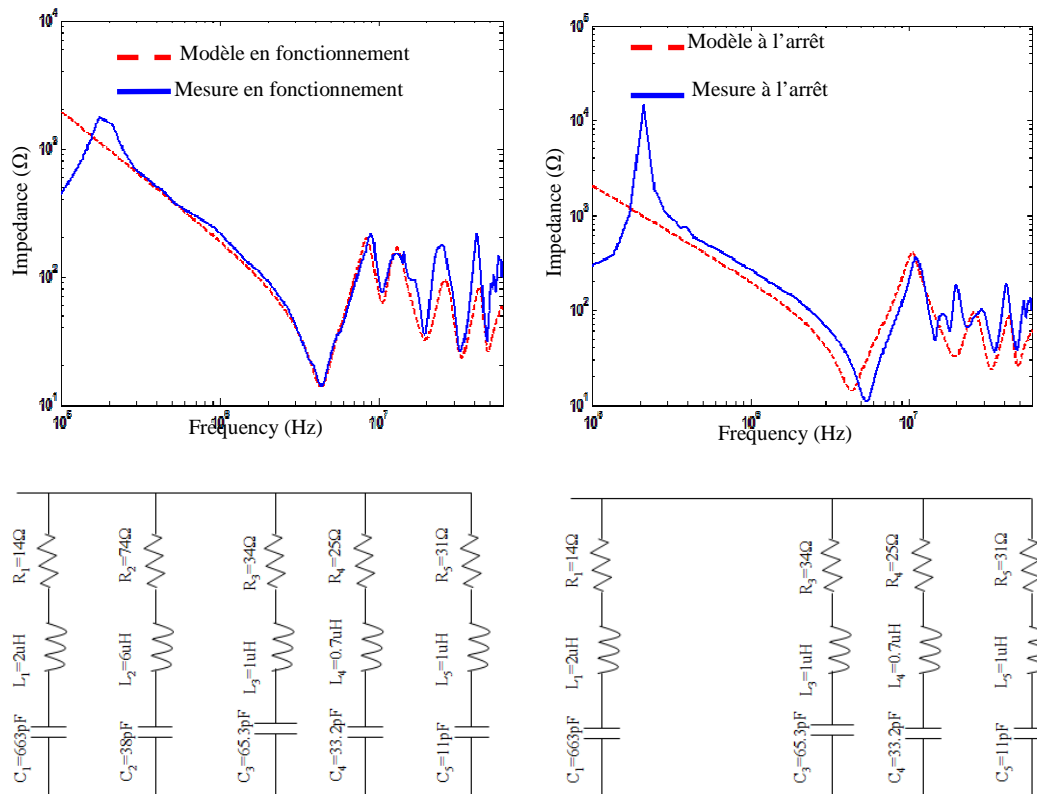 10⁴
10³
10²
10¹
10⁵
10⁶
10⁷
Impedance (Ω)
Frequency (Hz)
Modèle en fonctionnement
Mesure en fonctionnement
10⁵
10⁴
10³
10²
10¹
10⁵
10⁶
10⁷
Impedance (Ω)
Frequency (Hz)
Modèle à l’arrêt
Mesure à l’arrêt
R₁=14Ω
L₁=2uH
C₁=663pF
R₂=74Ω
L₂=6uH
C₂=38pF
R₃=34Ω
L₃=1uH
C₃=65.3pF
R₄=25Ω
L₄=0.7uH
C₄=33.2pF
R₅=31Ω
L₅=1uH
C₅=11pF
R₁=14Ω
L₁=2uH
C₁=663pF
R₃=34Ω
L₃=1uH
C₃=65.3pF
R₄=25Ω
L₄=0.7uH
C₄=33.2pF
R₅=31Ω
L₅=1uH
C₅=11pF